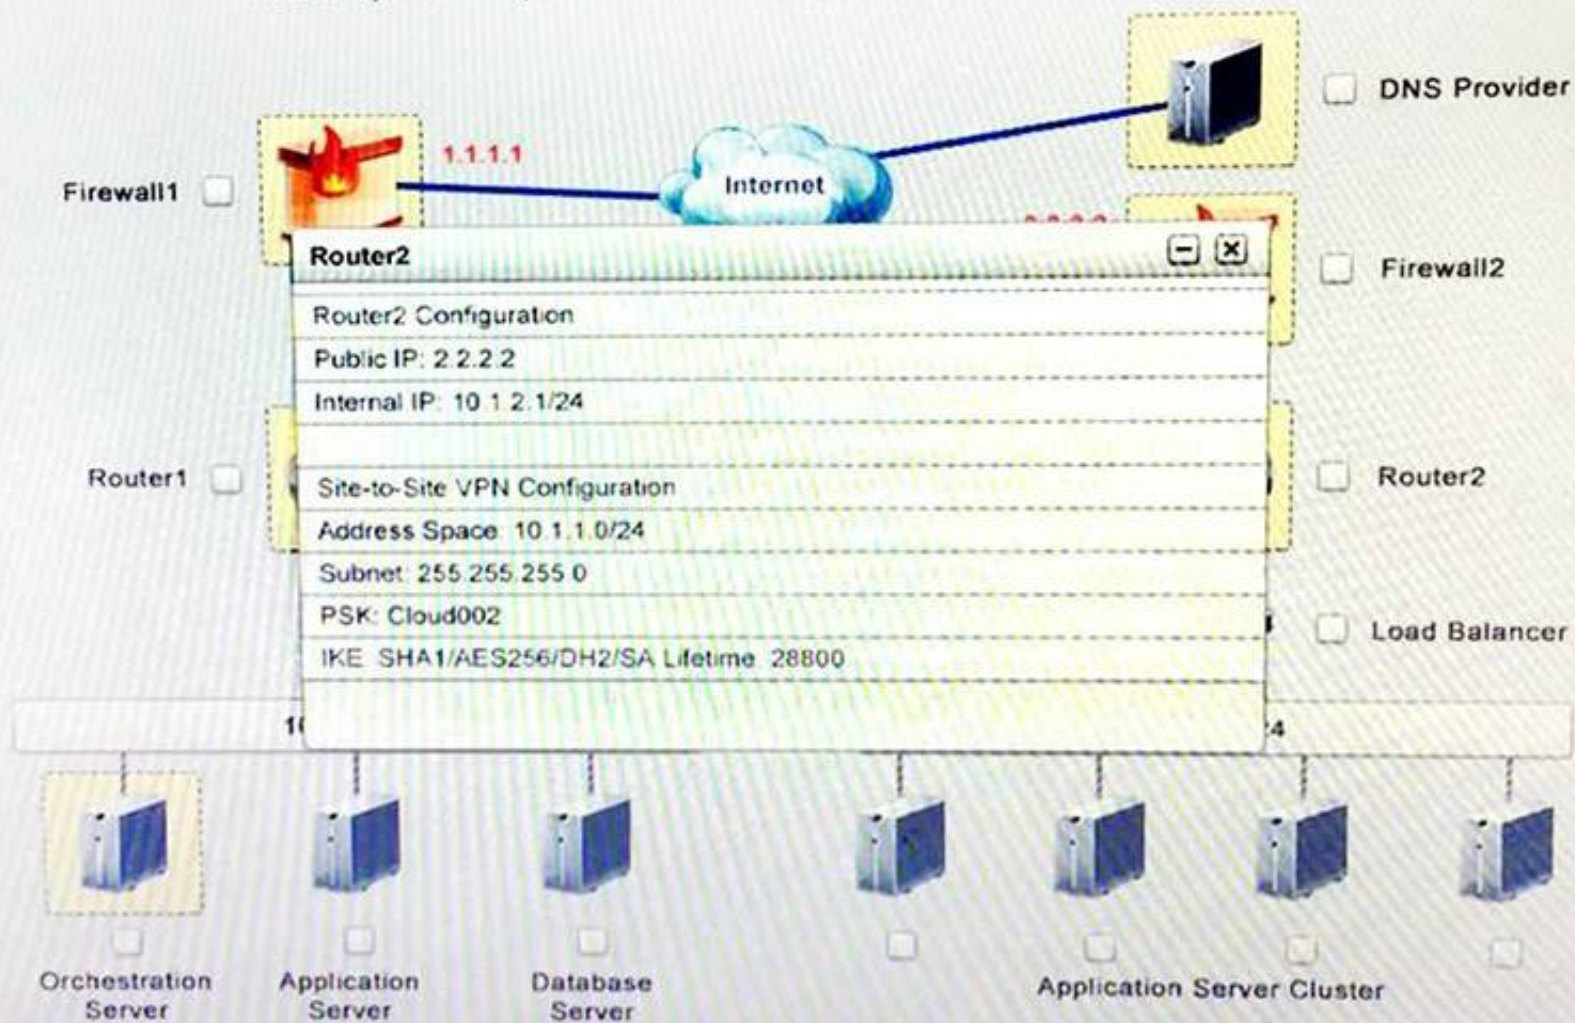 DNS Provider
1.1.1.1
Internet
Firewall1
Firewall2
Router2
Router2 Configuration
Public IP: 2.2.2.2
Internal IP: 10.1.2.1/24
Router1
Router2
Site-to-Site VPN Configuration
Address Space: 10.1.1.0/24
Subnet: 255.255.255.0
PSK: Cloud002
IKE: SHA1/AES256/DH2/SA Lifetime: 28800
Load Balancer
Orchestration
Server
Application
Server
Database
Server
Application Server Cluster